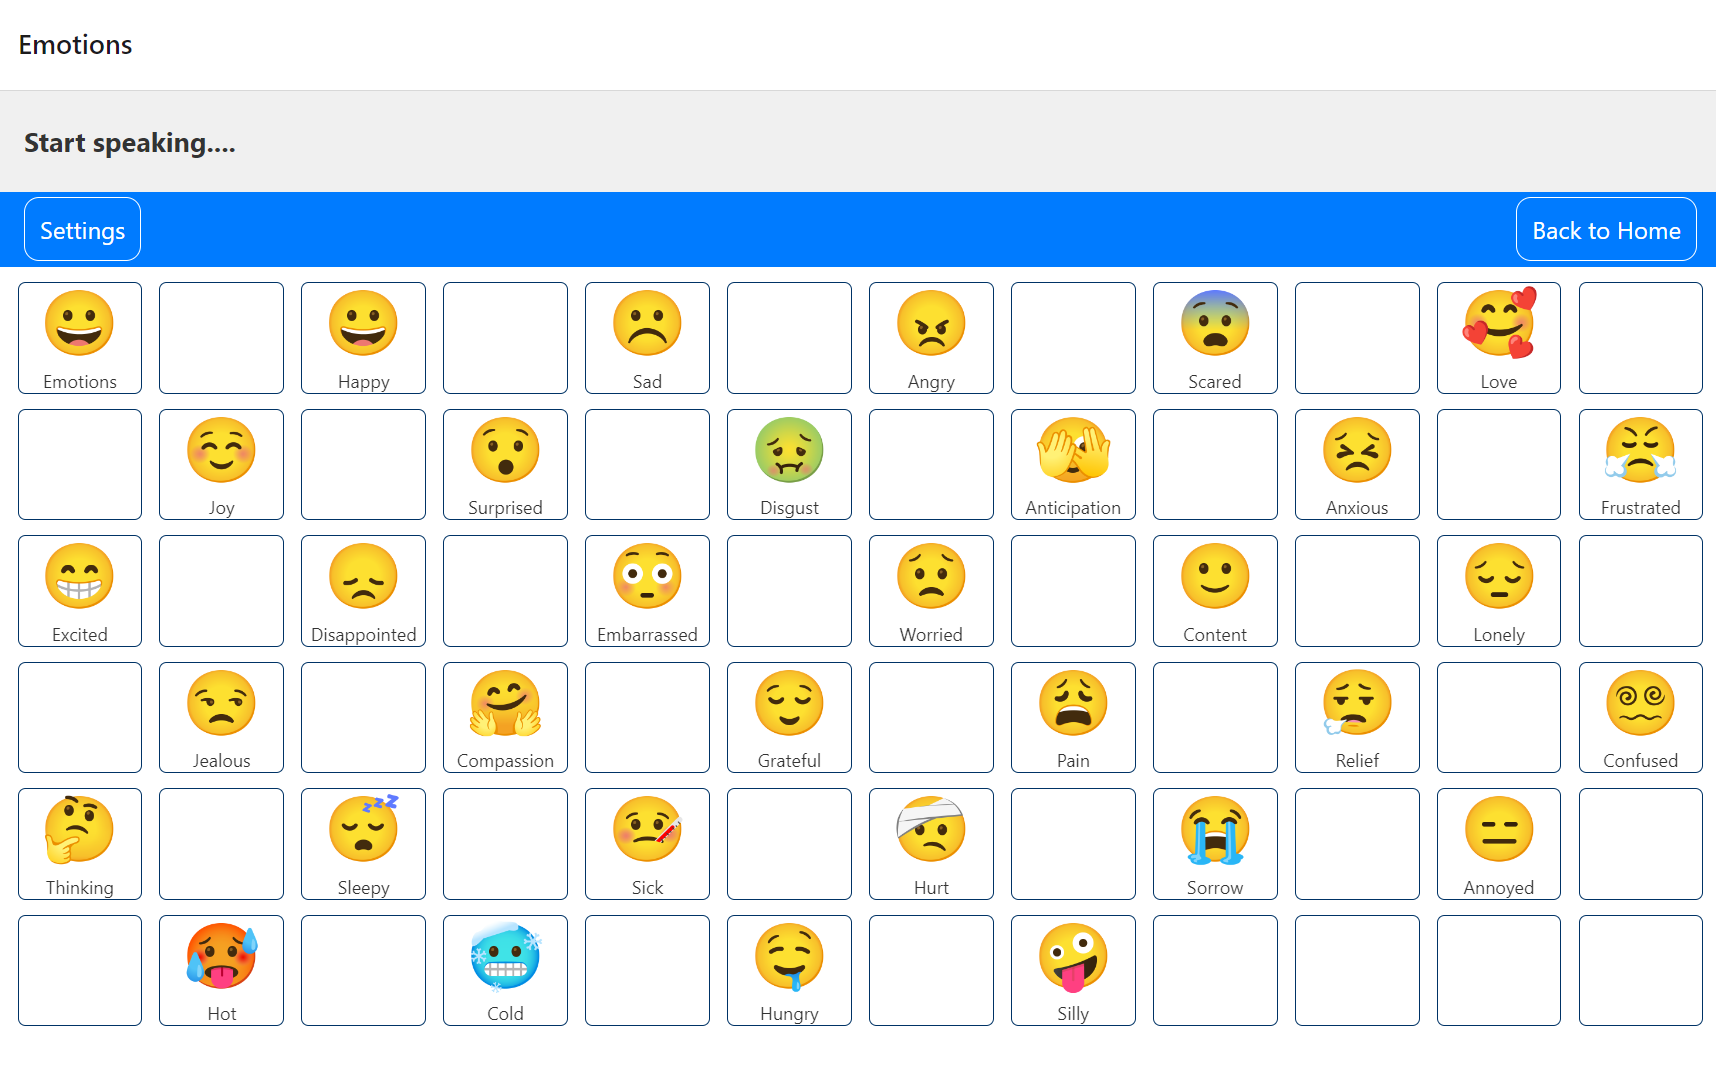 Emotions
Start speaking....
Settings
Back to Home
Emotions
Happy
Sad
Angry
Scared
Love
Joy
Surprised
Disgust
Anticipation
Anxious
Frustrated
Excited
Disappointed
Embarrassed
Worried
Content
Lonely
Jealous
Compassion
Grateful
Pain
Relief
Confused
Thinking
Sleepy
Sick
Hurt
Sorrow
Annoyed
Hot
Cold
Hungry
Silly